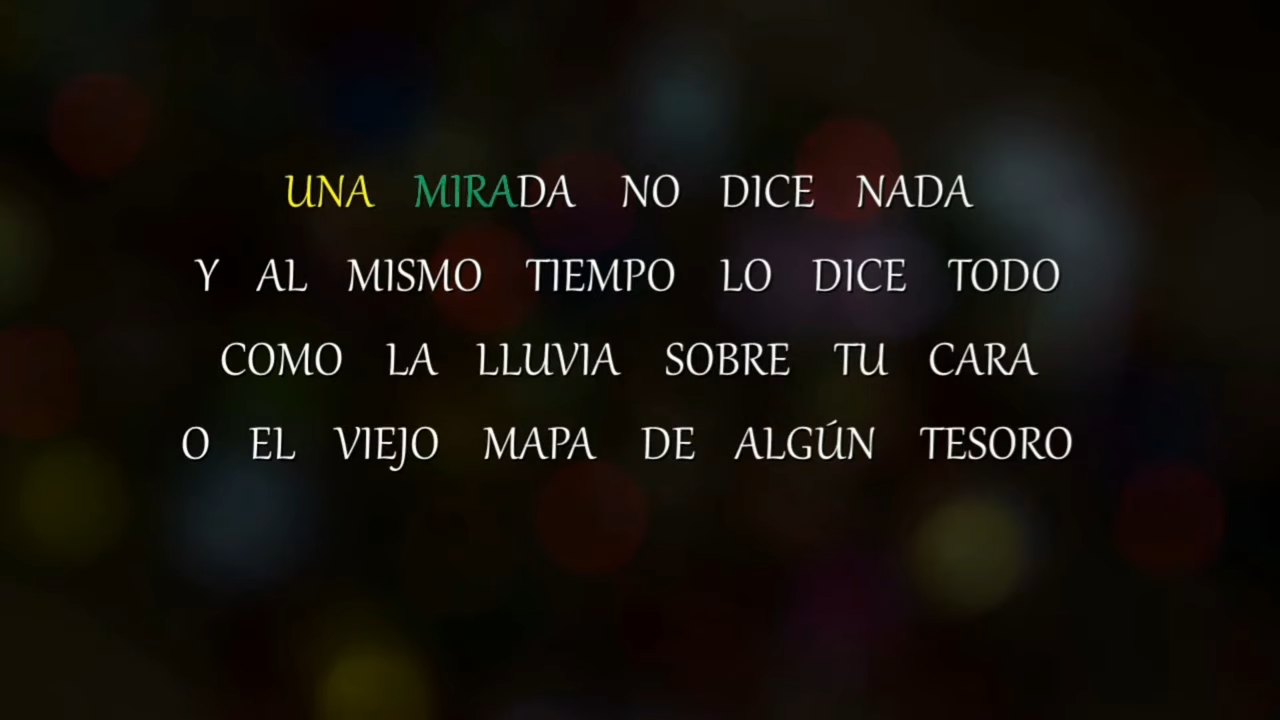 UNA MIRADA NO DICE NADA
Y AL MISMO TIEMPO LO DICE TODO
COMO LA LLUVIA SOBRE TU CARA
O EL VIEJO MAPA DE ALGÚN TESORO